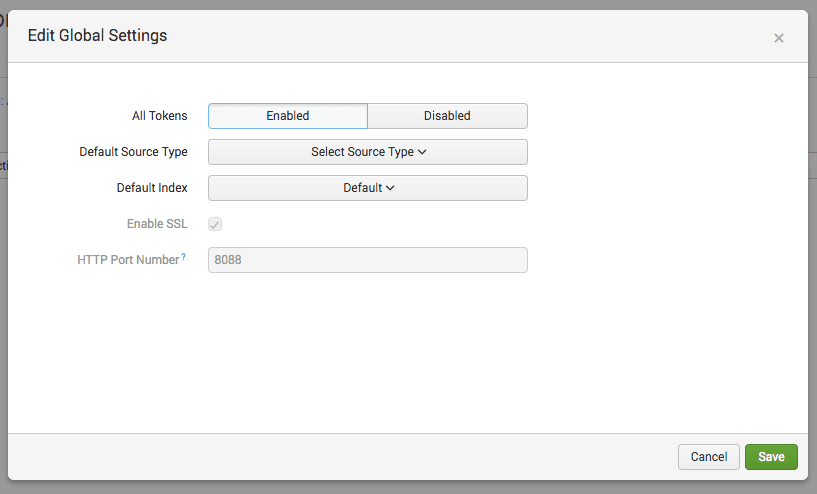 Edit Global Settings
×
All Tokens Enabled Disabled
Default Source Type Select Source Type
Default Index Default
Enable SSL
HTTP Port Number? 8088
Cancel Save